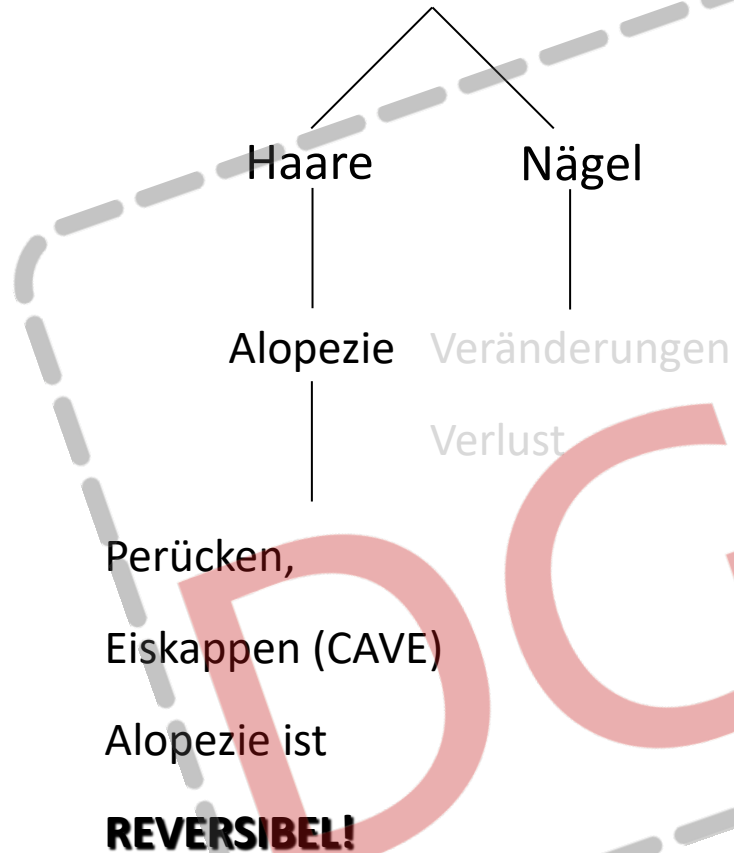 Haare
Nägel
Alopezie
Veränderungen
Verlust
Perücken,
Eiskappen (CAVE)
Alopezie ist
REVERSIBEL!
DG